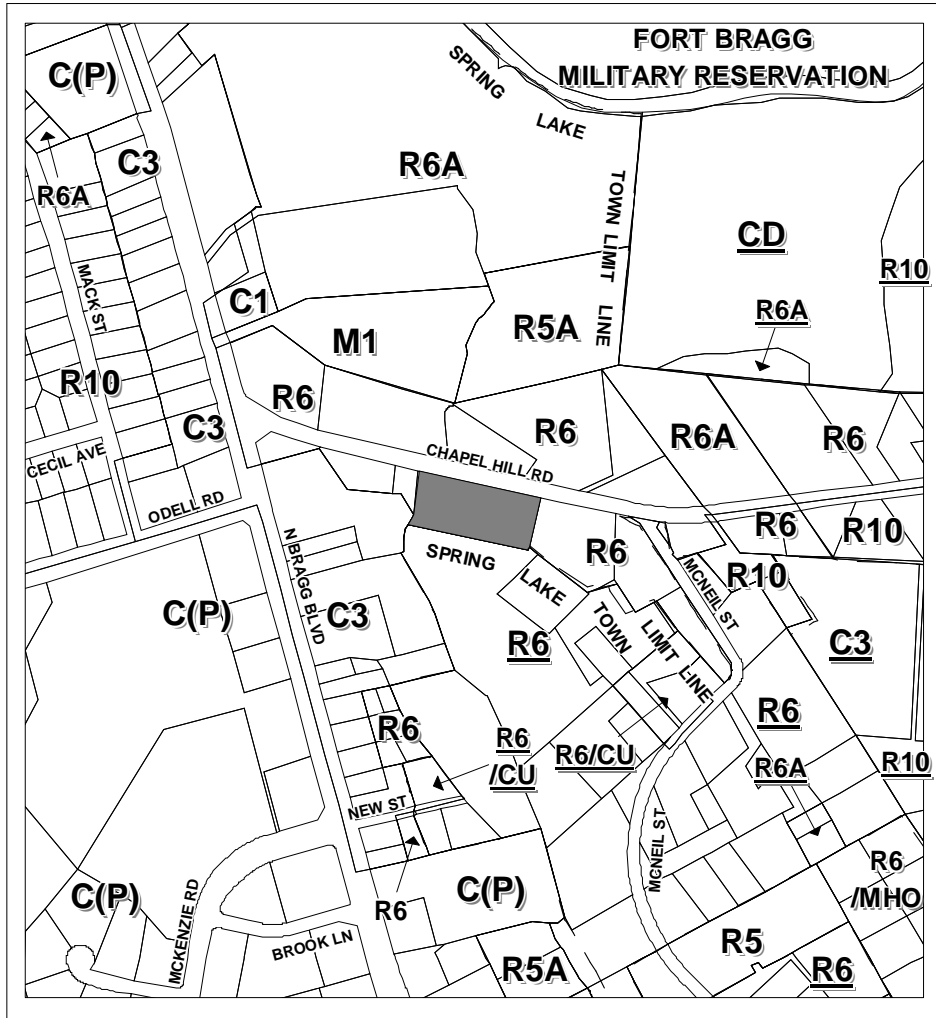 FORT BRAGG
MILITARY RESERVATION
C(P)
SPRING
LAKE
TOWN LIMIT
LINE
C3
R6A
R6A
CD
R10
MACK ST
C1
R6A
R5A
M1
R10
R6
C3
R6
R6A
R6
CECIL AVE
CHAPEL HILL RD
ODELL RD
R6
R10
N BRAGG BLVD
SPRING
LAKE
TOWN
LIMIT
LINE
R6
MCNEIL ST
R10
C(P)
C3
R6
C3
R6
R6
R6
/CU
R6/CU
R6A
R10
NEW ST
MCNEIL ST
R6
/MHO
C(P)
MCKENZIE RD
R6
C(P)
BROOK LN
R5A
R5
R6